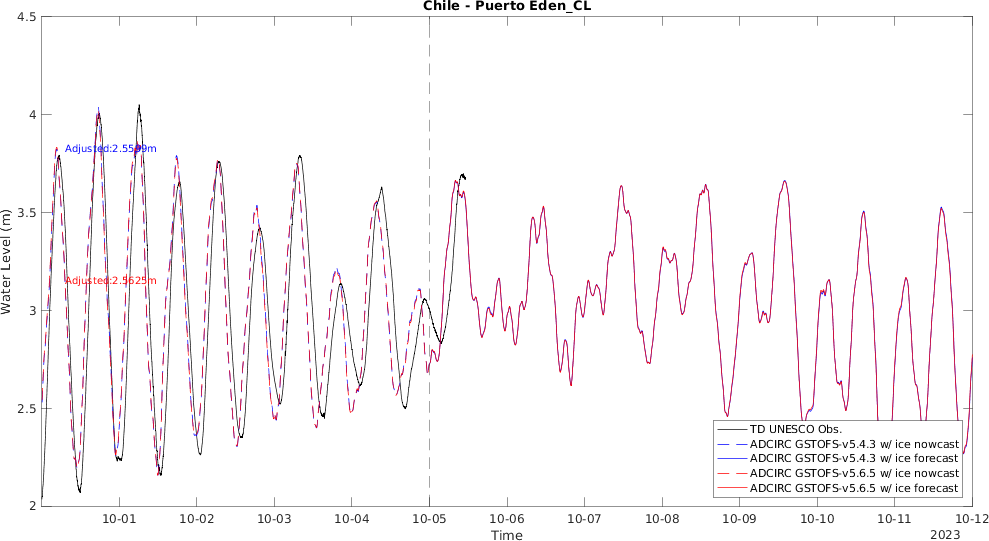 Chile - Puerto Eden_CL
4.5
4
3.5
3
2.5
2
Water Level (m)
Adjusted:2.5599m
Adjusted:2.5625m
10-01
10-02
10-03
10-04
10-05
10-06
10-07
10-08
10-09
10-10
10-11
10-12
Time
2023
TD UNESCO Obs.
ADCIRC GSTOFS-v5.4.3 w/ ice nowcast
ADCIRC GSTOFS-v5.4.3 w/ ice forecast
ADCIRC GSTOFS-v5.6.5 w/ ice nowcast
ADCIRC GSTOFS-v5.6.5 w/ ice forecast